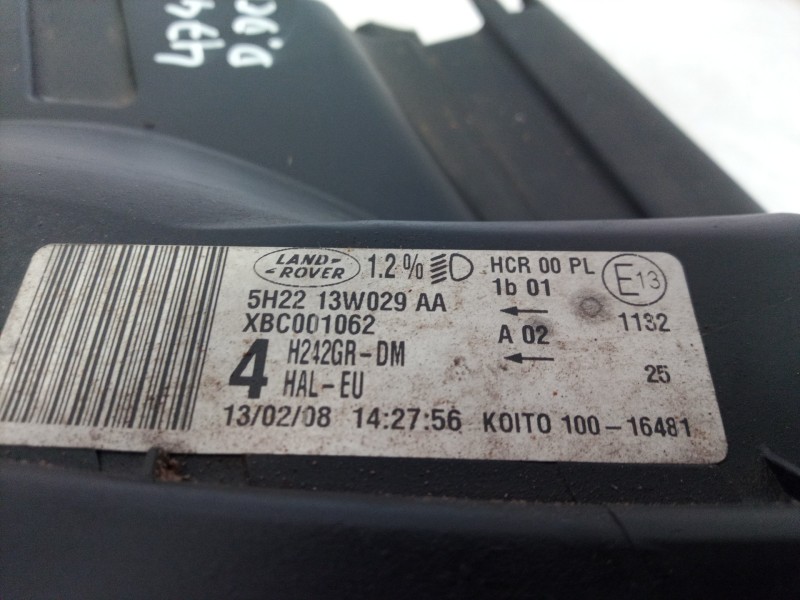 474
LAND ROVER 1.2% HCR 00 PL E13
1b 01
5H22 13W029 AA
1132
XBC001062
A 02
4 H242GR-DM
HAL-EU
25
13/02/08 14:27:56 KOITO 100-16481